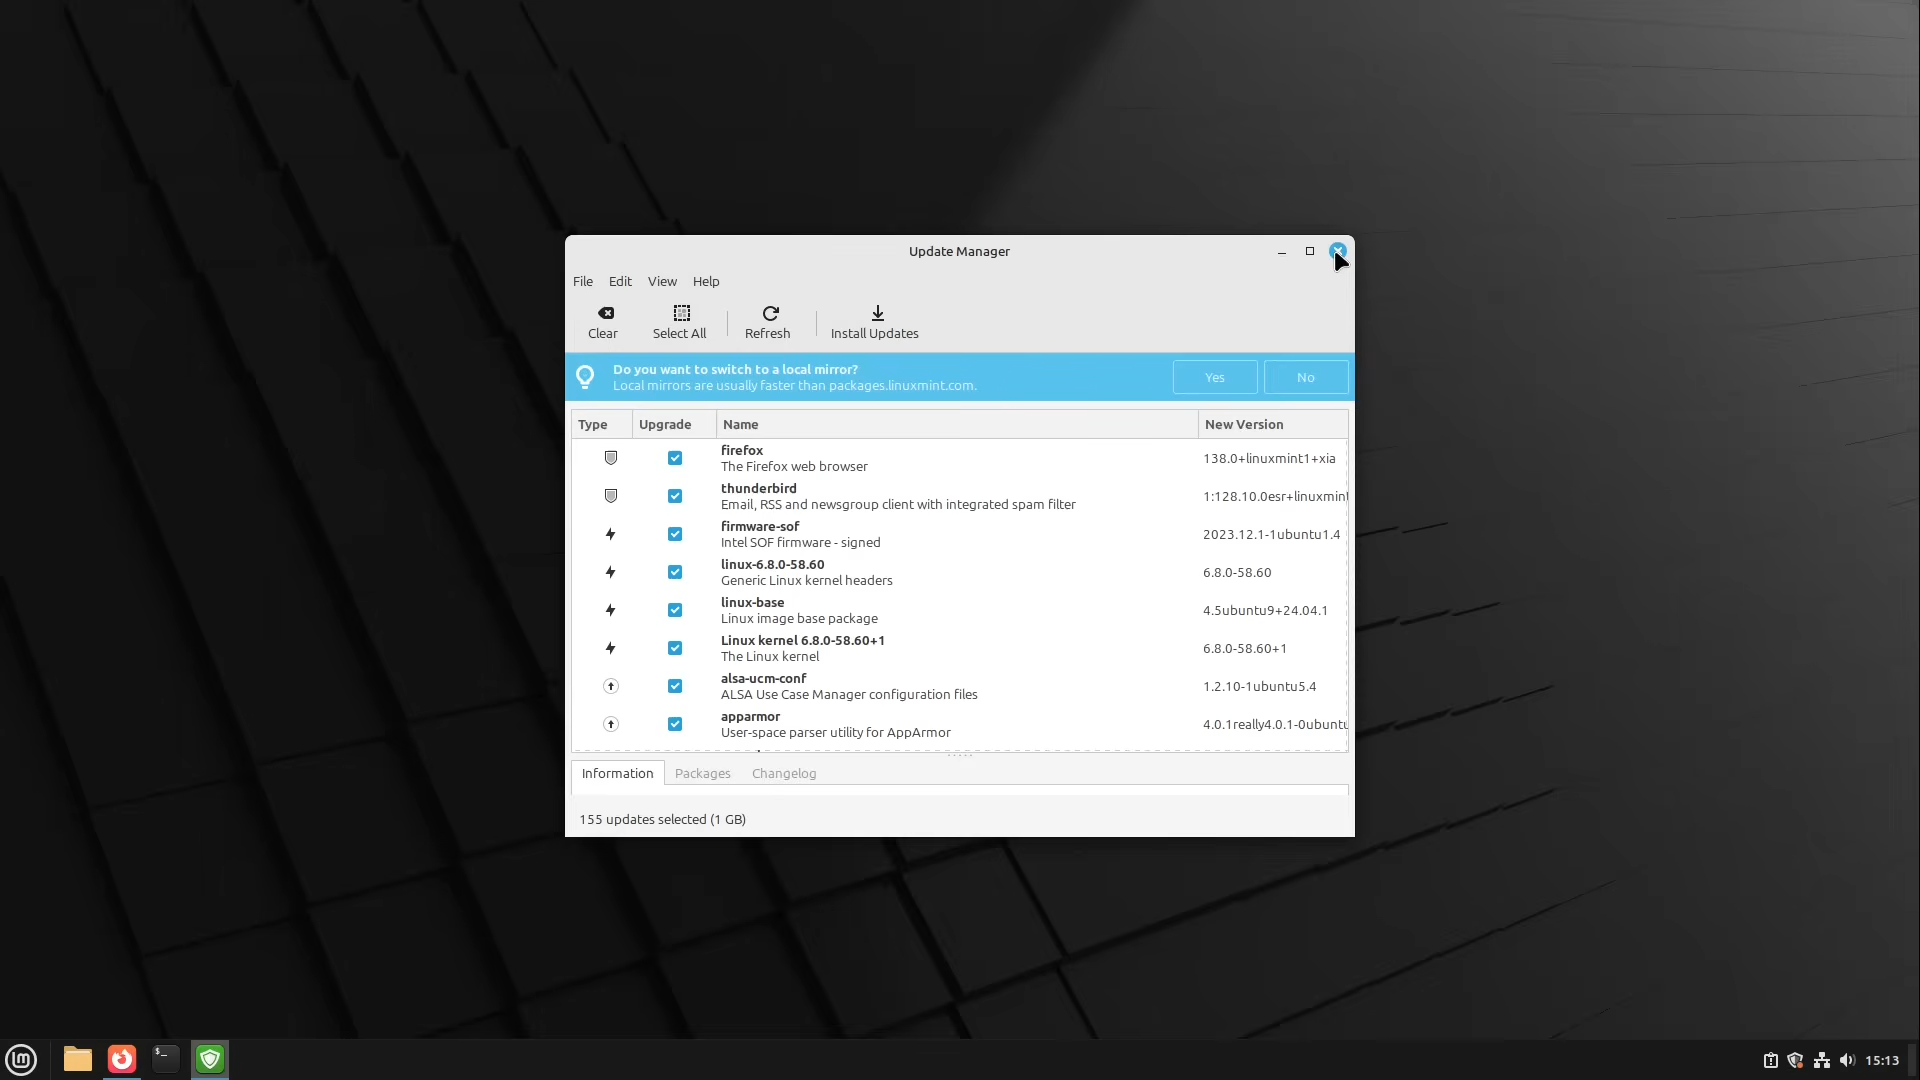 Update Manager
File Edit View Help
Clear Select All Refresh Install Updates
Do you want to switch to a local mirror?
Local mirrors are usually faster than packages.linuxmint.com.
Yes No
Type Upgrade Name New Version
firefox
The Firefox web browser
138.0+linuxmint1+xia
thunderbird
Email, RSS and newsgroup client with integrated spam filter
1:128.10.0esr+linuxmint
firmware-sof
Intel SOF firmware - signed
2023.12.1-1ubuntu1.4
linux-6.8.0-58.60
Generic Linux kernel headers
6.8.0-58.60
linux-base
Linux image base package
4.5ubuntu9+24.04.1
Linux kernel 6.8.0-58.60+1
The Linux kernel
6.8.0-58.60+1
alsa-ucm-conf
ALSA Use Case Manager configuration files
1.2.10-1ubuntu5.4
apparmor
User-space parser utility for AppArmor
4.0.1really4.0.1-0ubuntu
Information Packages Changelog
155 updates selected (1 GB)
15:13